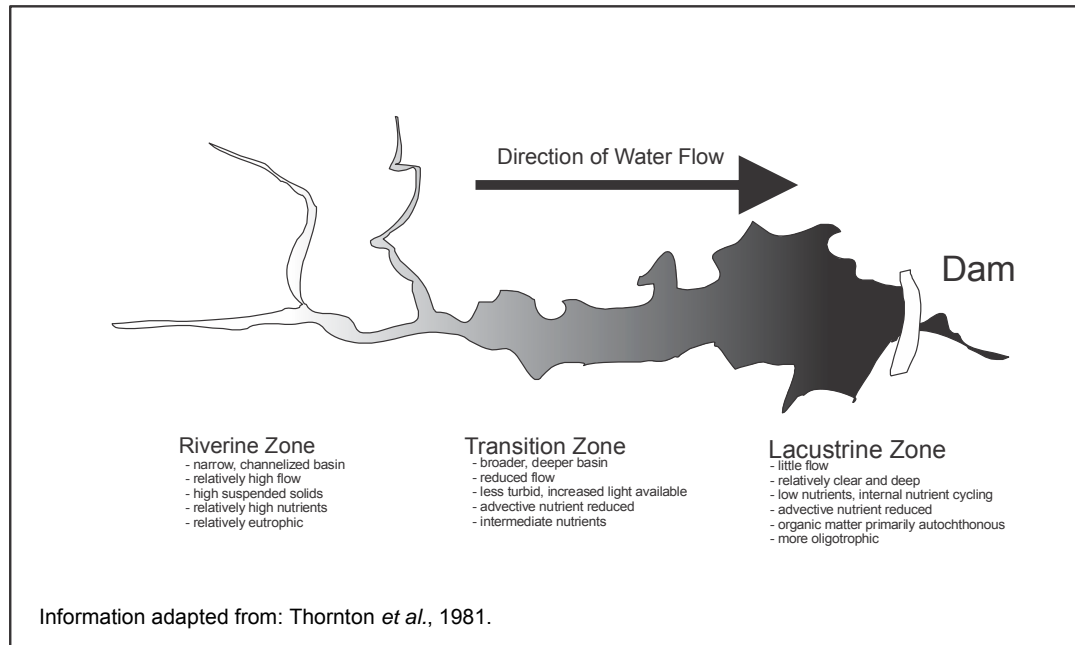 Direction of Water Flow
Dam
Riverine Zone
- narrow, channelized basin
- relatively high flow
- high suspended solids
- relatively high nutrients
- relatively eutrophic
Transition Zone
- broader, deeper basin
- reduced flow
- less turbid, increased light available
- advective nutrient reduced
- intermediate nutrients
Lacustrine Zone
- little flow
- relatively clear and deep
- low nutrients, internal nutrient cycling
- advective nutrient reduced
- organic matter primarily autochthonous
- more oligotrophic
Information adapted from: Thornton et al., 1981.